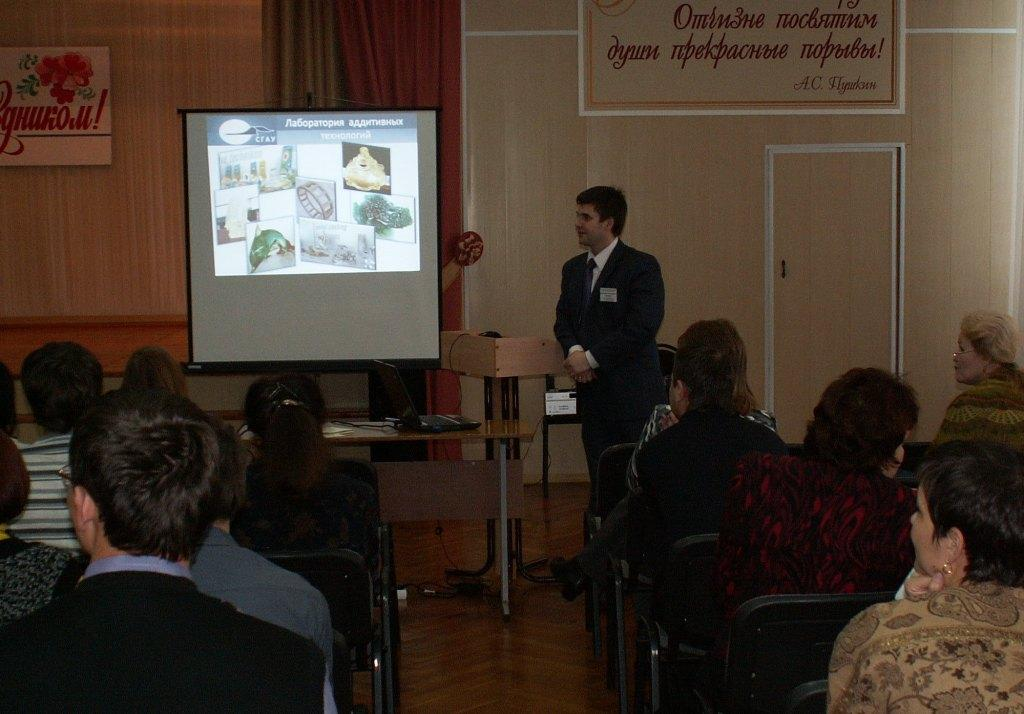 дником!
Лаборатория аддитивных
технологий
СГАУ
Отчизне посвятим
души прекрасные порывы!
А.С. Пушкин